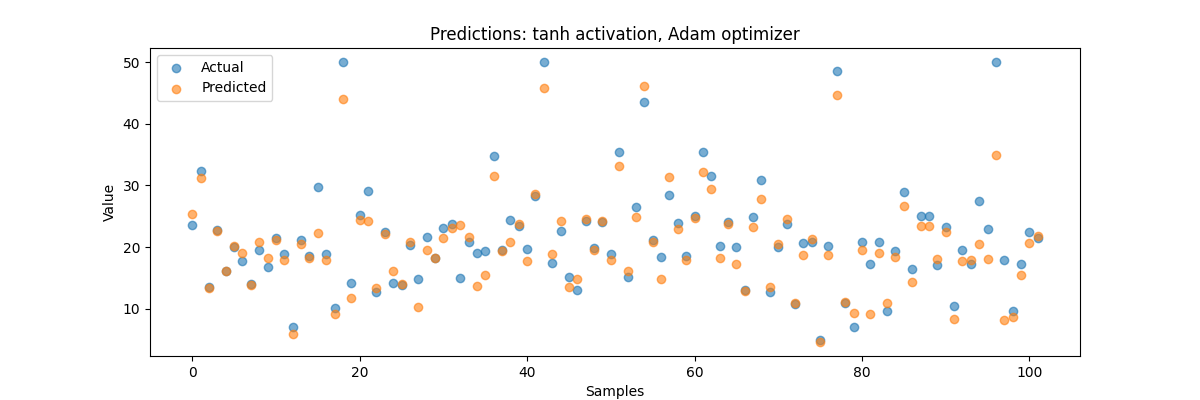 Predictions: tanh activation, Adam optimizer
Actual
Predicted
50
40
30
20
10
Value
0 20 40 60 80 100
Samples